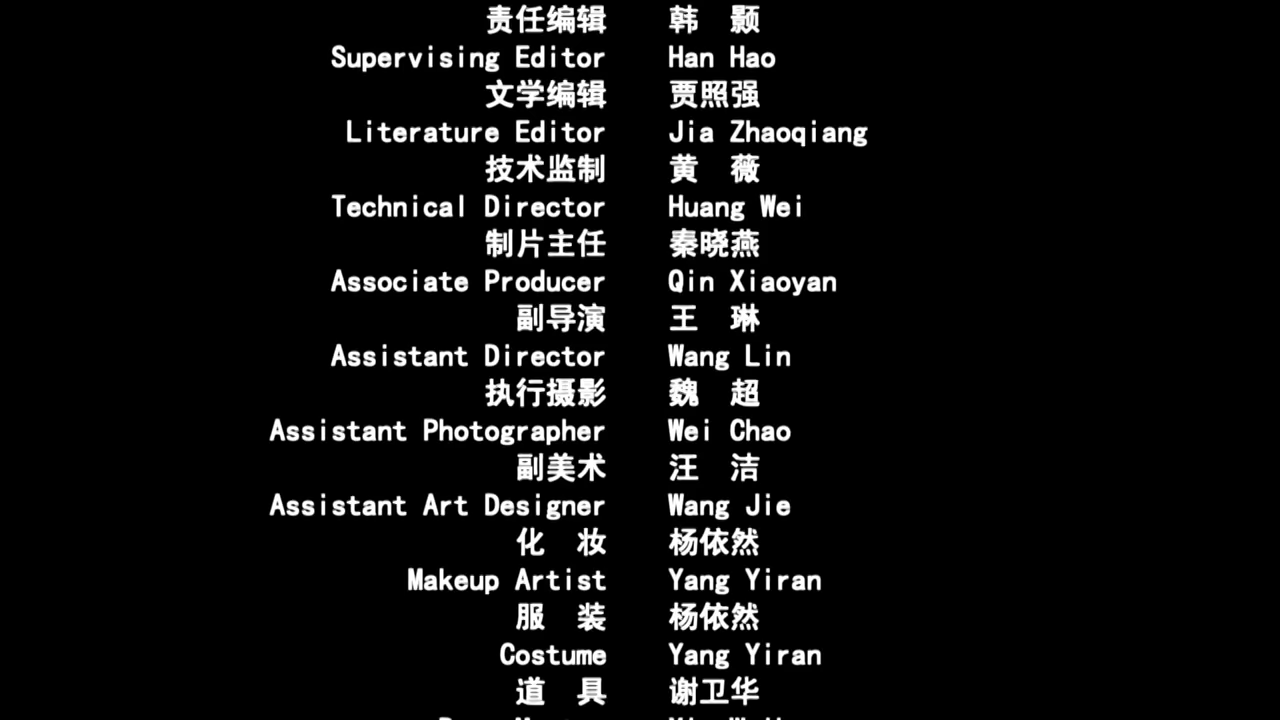 责任编辑 韩 颢
Supervising Editor Han Hao
文学编辑 贾照强
Literature Editor Jia Zhaoqiang
技术监制 黄 薇
Technical Director Huang Wei
制片主任 秦晓燕
Associate Producer Qin Xiaoyan
副导演 王 琳
Assistant Director Wang Lin
执行摄影 魏 超
Assistant Photographer Wei Chao
副美术 汪 洁
Assistant Art Designer Wang Jie
化 妆 杨依然
Makeup Artist Yang Yiran
服 装 杨依然
Costume Yang Yiran
道 具 谢卫华